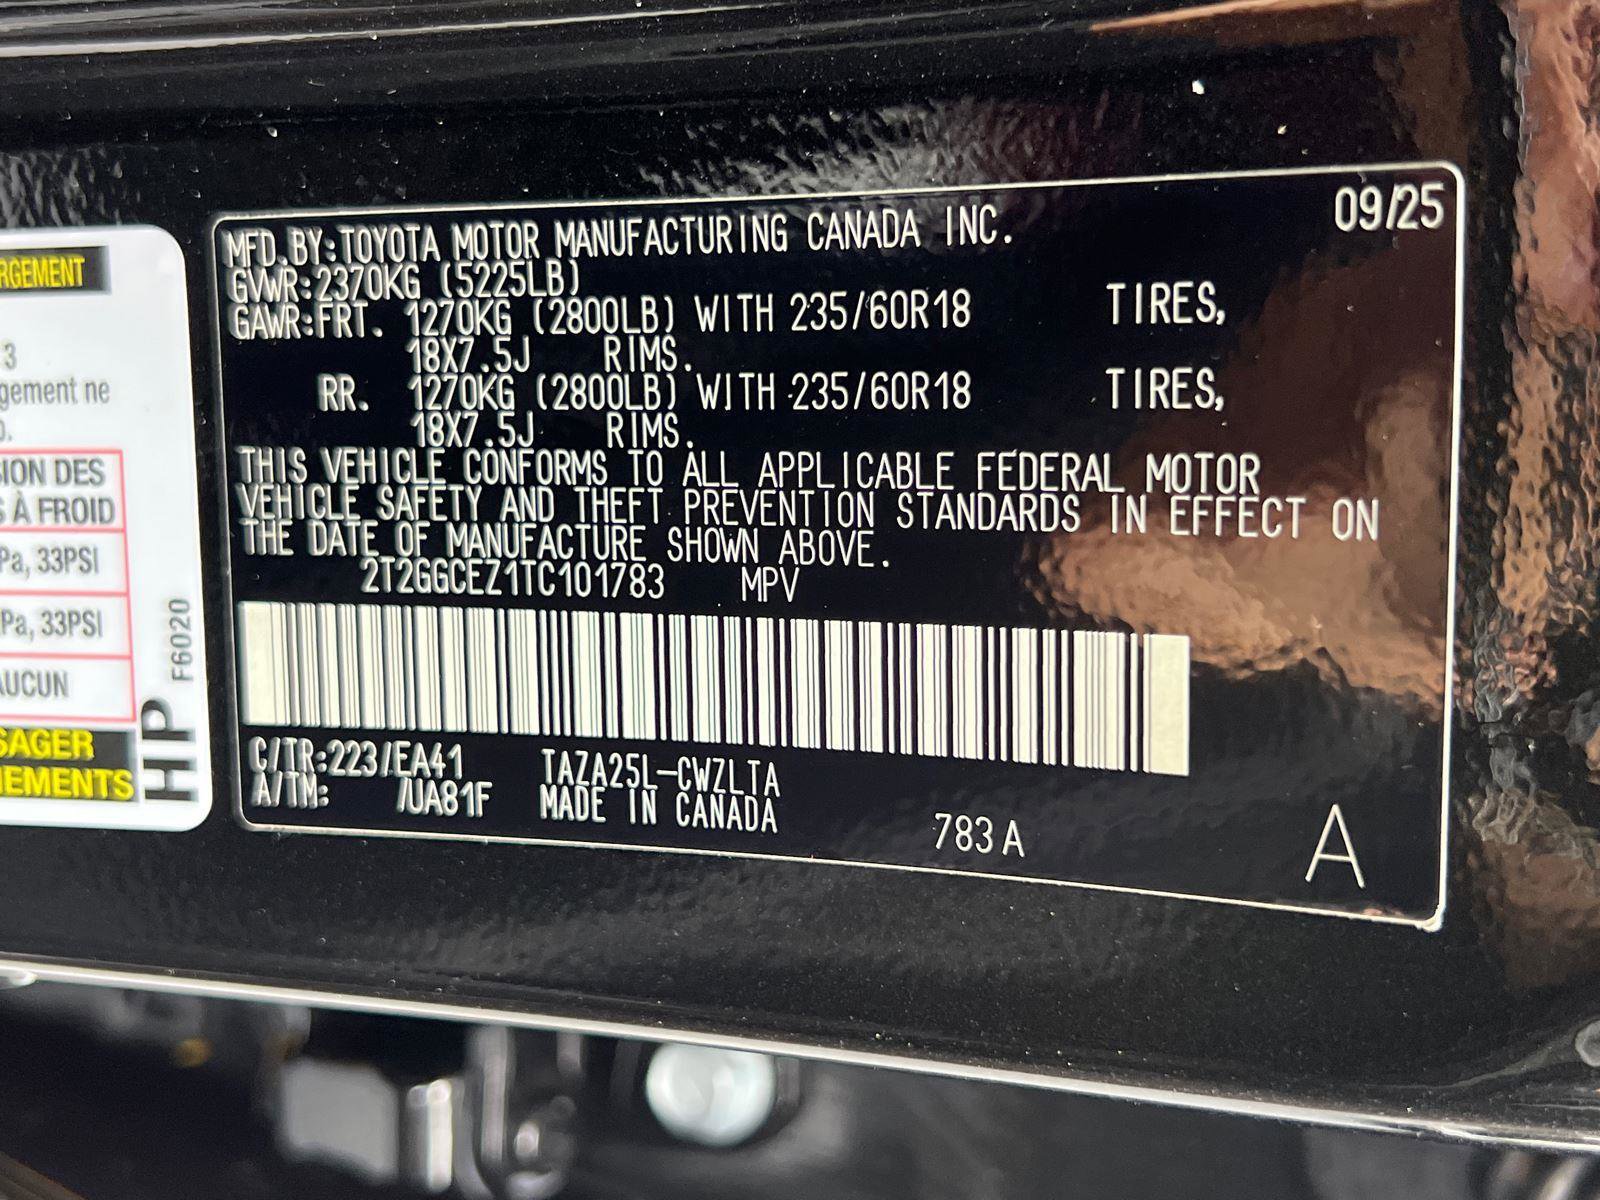 RGEMENT
3
gement ne
SION DES
S À FROID
Pa, 33PSI
Pa, 33PSI
AUCUN
SAGER
NEMENTS
HP
F6020
09/25
MFD.BY:TOYOTA MOTOR MANUFACTURING CANADA INC.
GVWR:2370KG (5225LB)
GAWR:FRT. 1270KG (2800LB) WITH 235/60R18 TIRES,
18X7.5J RIMS.
RR. 1270KG (2800LB) WITH 235/60R18 TIRES,
18X7.5J RIMS.
THIS VEHICLE CONFORMS TO ALL APPLICABLE FEDERAL MOTOR
VEHICLE SAFETY AND THEFT PREVENTION STANDARDS IN EFFECT ON
THE DATE OF MANUFACTURE SHOWN ABOVE.
2T2GGCEZ1TC101783 MPV
C/TR:223/EA41 TAZA25L-CWZLTA
A/TM: /UA81F MADE IN CANADA
783A
A